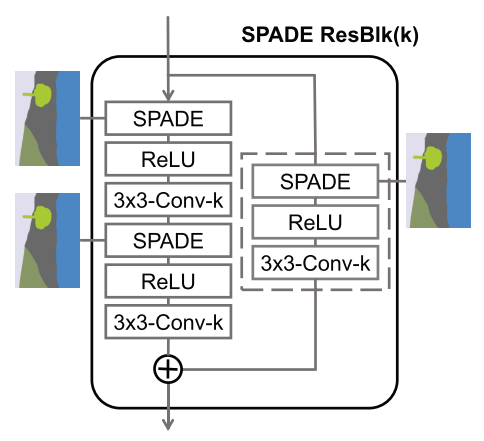 SPADE ResBlk(k)
SPADE
ReLU
3x3-Conv-k
SPADE
ReLU
3x3-Conv-k
SPADE
ReLU
3x3-Conv-k